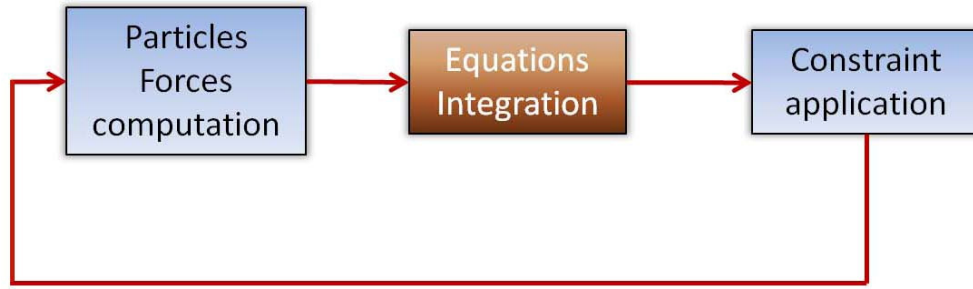 Particles
Forces
computation
Equations
Integration
Constraint
application